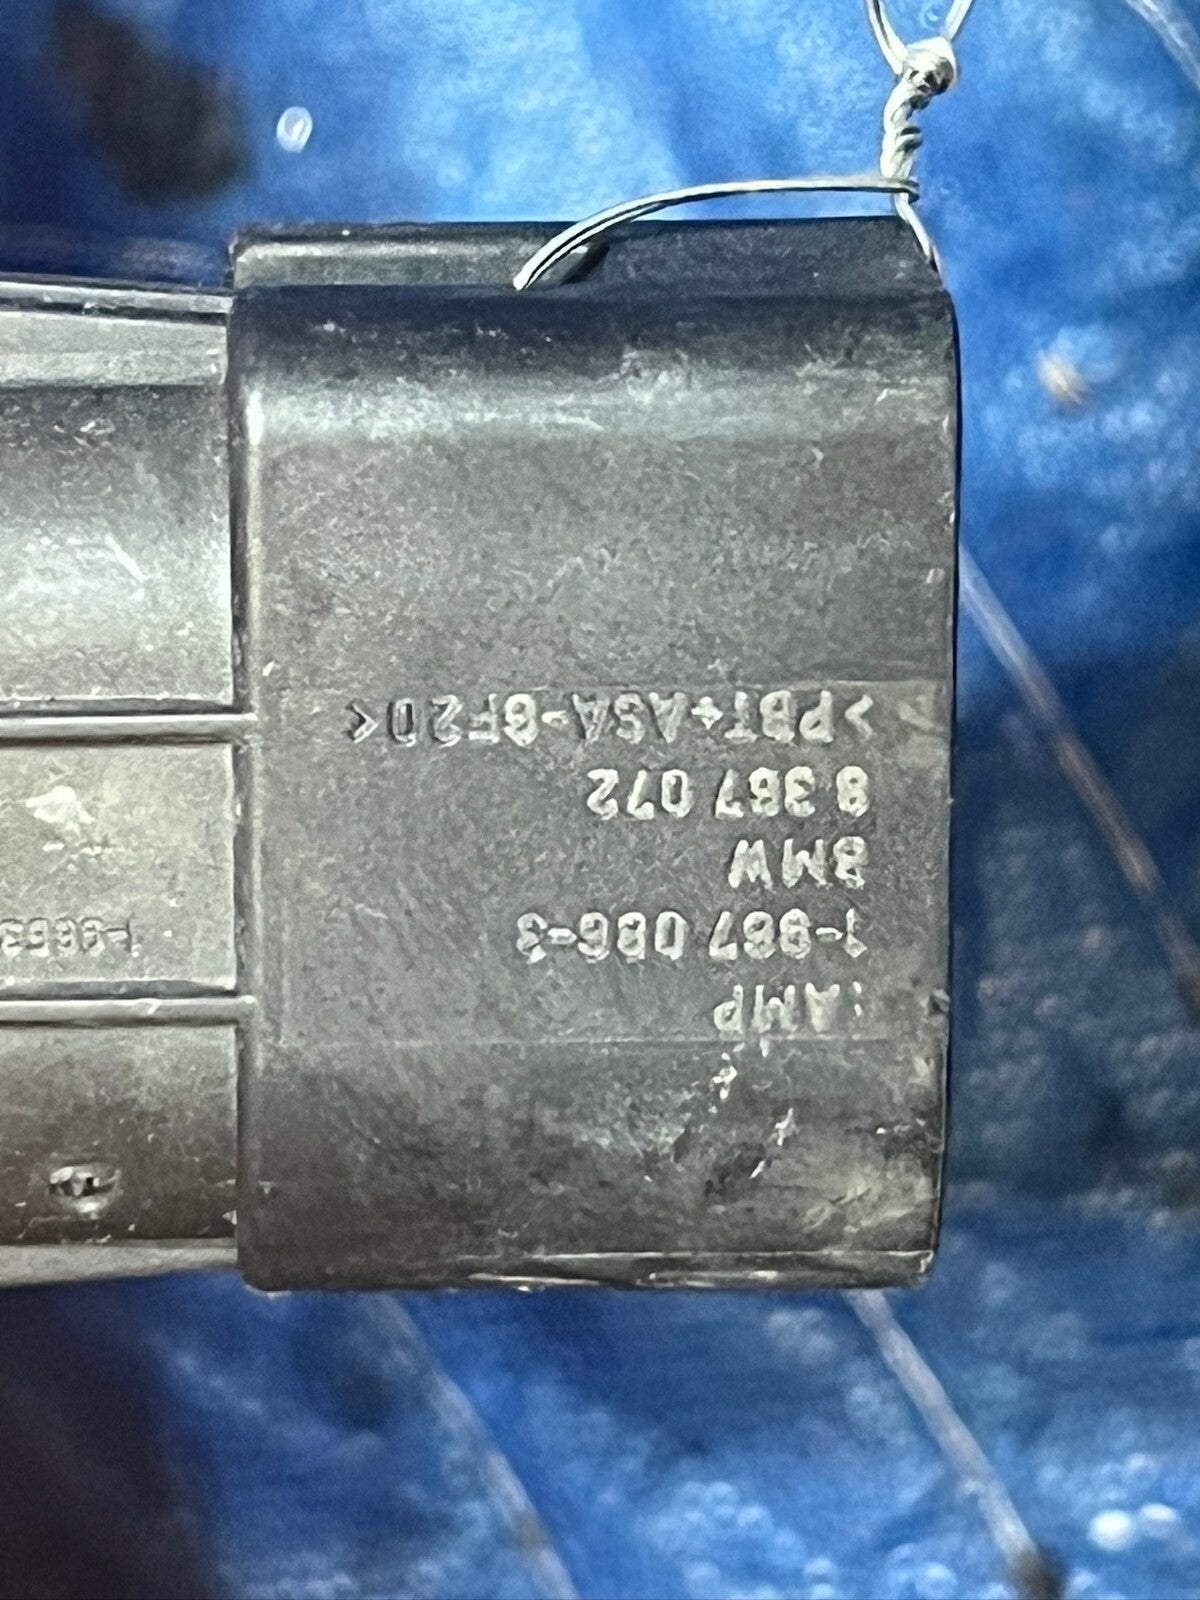 AMP
1-967 086-3
BMW
8 367 072
>PBT+ASA-GF20<